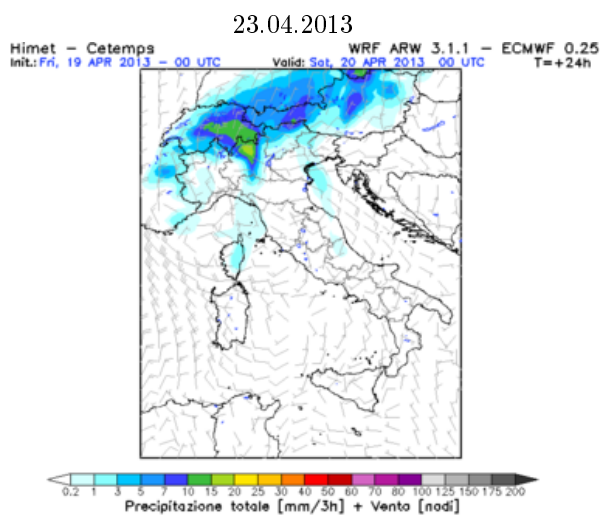 23.04.2013
Himet – Cetemps WRF ARW 3.1.1 – ECMWF 0.25
Init.: Fri, 19 APR 2013 – 00 UTC Valid: Sat, 20 APR 2013 00 UTC T=+24h
0.2 1 3 5 7 10 15 20 25 30 40 50 60 70 80 100 125 150 175 200
Precipitazione totale [mm/3h] + Vento [nodi]